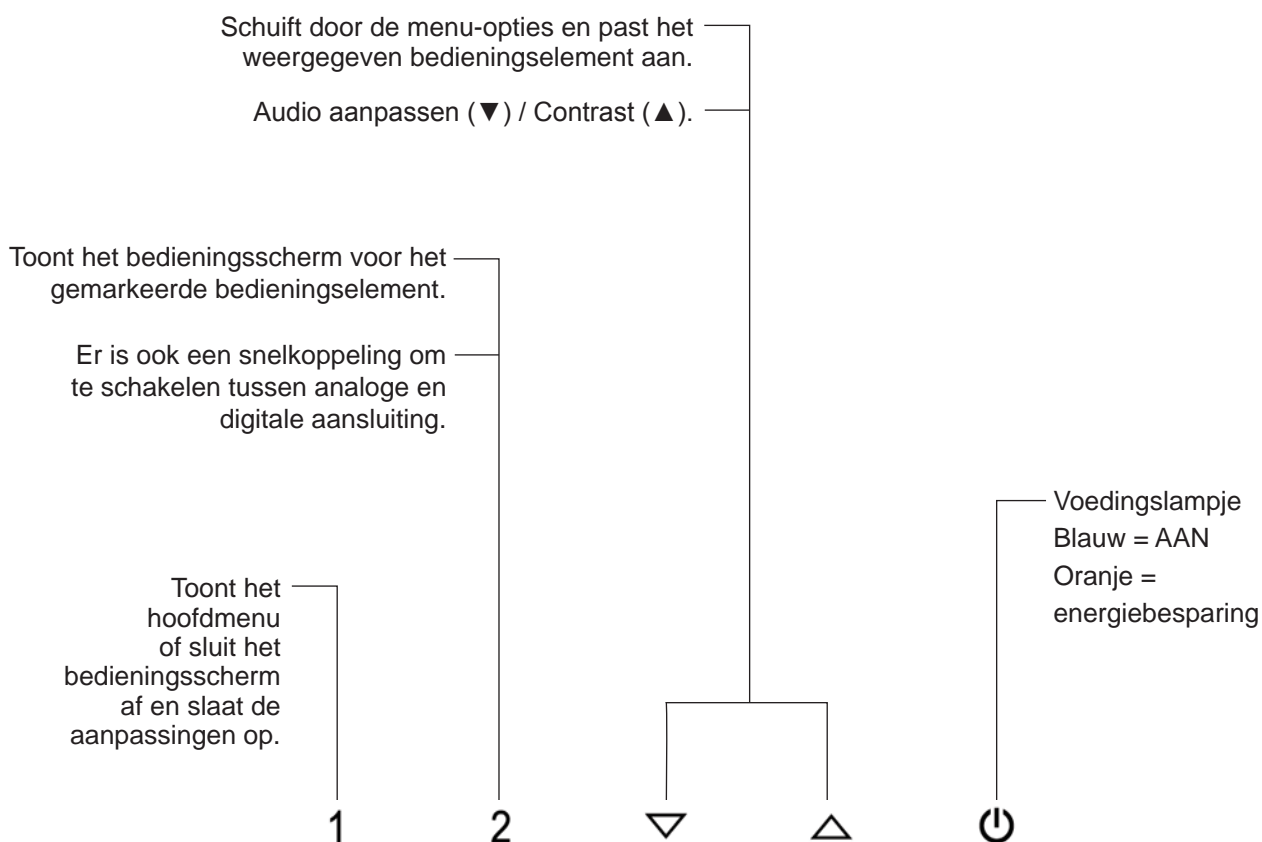 Schuift door de menu-opties en past het
weergegeven bedieningselement aan.
Audio aanpassen (▼) / Contrast (▲).
Toont het bedieningsscherm voor het
gemarkeerde bedieningselement.
Er is ook een snelkoppeling om
te schakelen tussen analoge en
digitale aansluiting.
Voedingslampje
Blauw = AAN
Oranje =
energiebesparing
Toont het
hoofdmenu
of sluit het
bedieningsscherm
af en slaat de
aanpassingen op.
1 2